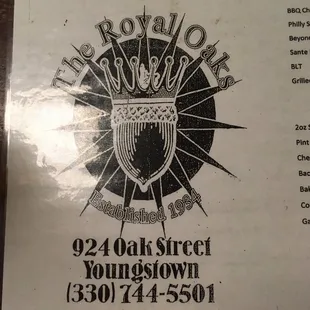 The Royal Oaks
Established 1934
924 Oak Street
Youngstown
(330) 744-5501
BBQ Ch
Philly S
Beyon
Sante
BLT
Grille
2oz S
Pint
Che
Bac
Bak
Co
Ga